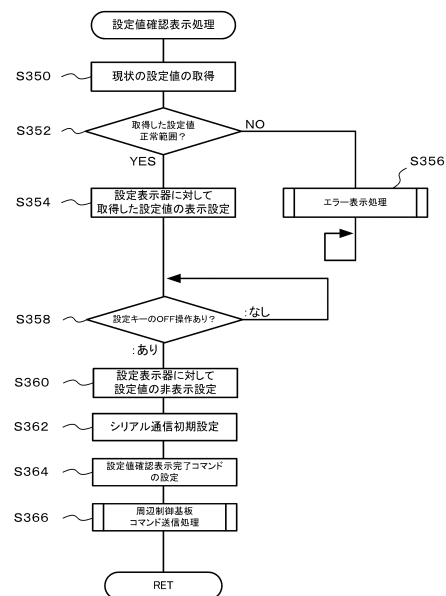 設定値確認表示処理
S350
現状の設定値の取得
S352
取得した設定値
正常範囲？
NO
YES
S356
S354
設定表示器に対して
取得した設定値の表示設定
エラー表示処理
S358
設定キーのOFF操作あり？
:なし
:あり
S360
設定表示器に対して
設定値の非表示設定
S362
シリアル通信初期設定
S364
設定値確認表示完了コマンド
の設定
S366
周辺制御基板
コマンド送信処理
RET